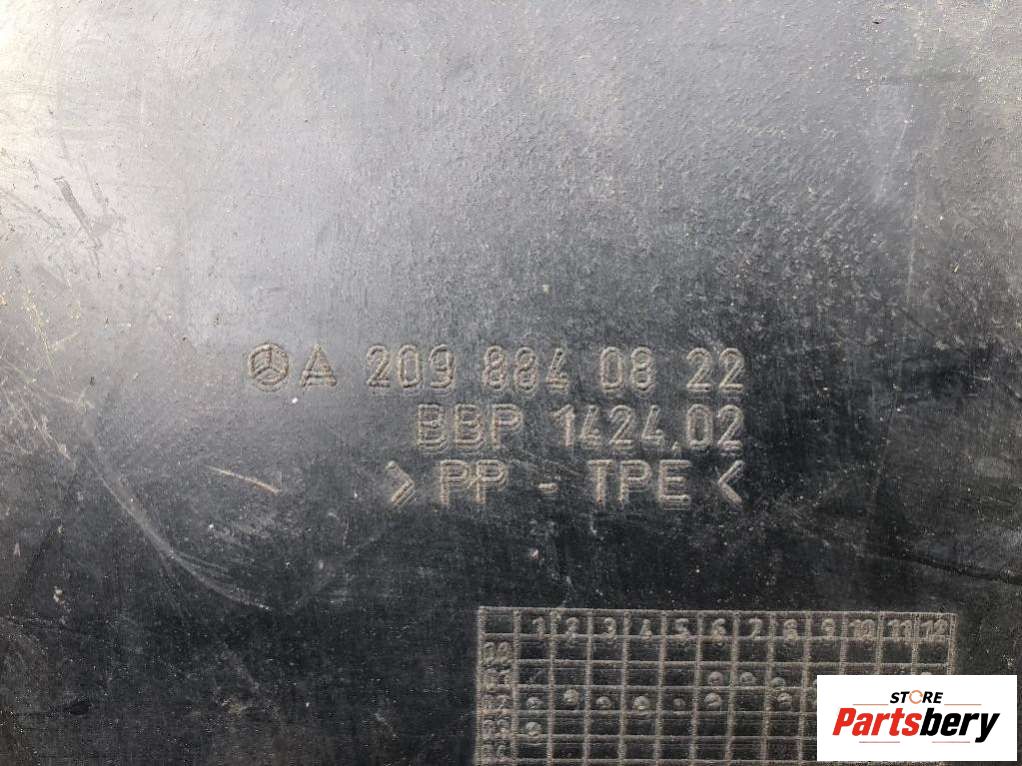 A 209 884 08 22
BBP 1424.02
> PP - TPE <
1 2 3 4 5 6 7 8 9 10 11 12
STORE
Partsbery